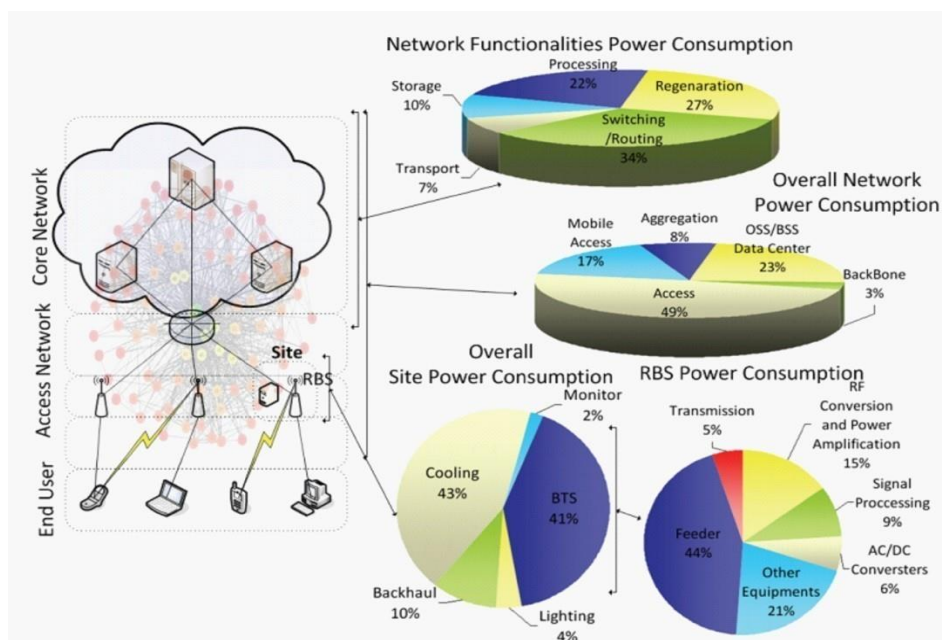 Network Functionalities Power Consumption
Processing
22%
Regenaration
27%
Storage
10%
Switching
/Routing
34%
Transport
7%
Overall Network
Power Consumption
Mobile
Access
17%
Aggregation
8%
OSS/BSS
Data Center
23%
BackBone
3%
Access
49%
Core Network
Access Network
End User
Site
RBS
Overall
Site Power Consumption
Monitor
2%
Cooling
43%
BTS
41%
Backhaul
10%
Lighting
4%
RBS Power Consumption
Transmission
5%
RF
Conversion
and Power
Amplification
15%
Signal
Proccessing
9%
Feeder
44%
AC/DC
Conversters
6%
Other
Equipments
21%